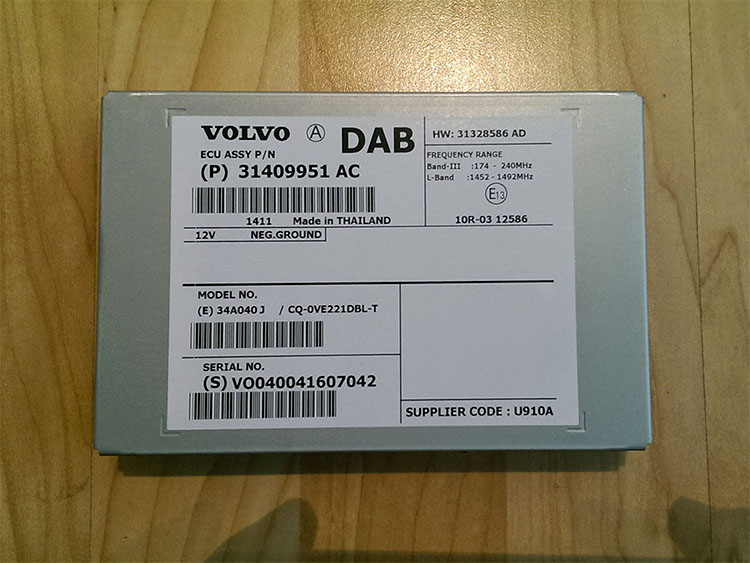 VOLVO Ⓐ DAB
ECU ASSY P/N
(P) 31409951 AC
1411 Made in THAILAND
12V NEG.GROUND
HW: 31328586 AD
FREQUENCY RANGE
Band-III :174 - 240MHz
L-Band :1452 - 1492MHz
E13
10R-03 12586
MODEL NO.
(E) 34A040J / CQ-0VE221DBL-T
SERIAL NO.
(S) VO040041607042
SUPPLIER CODE : U910A